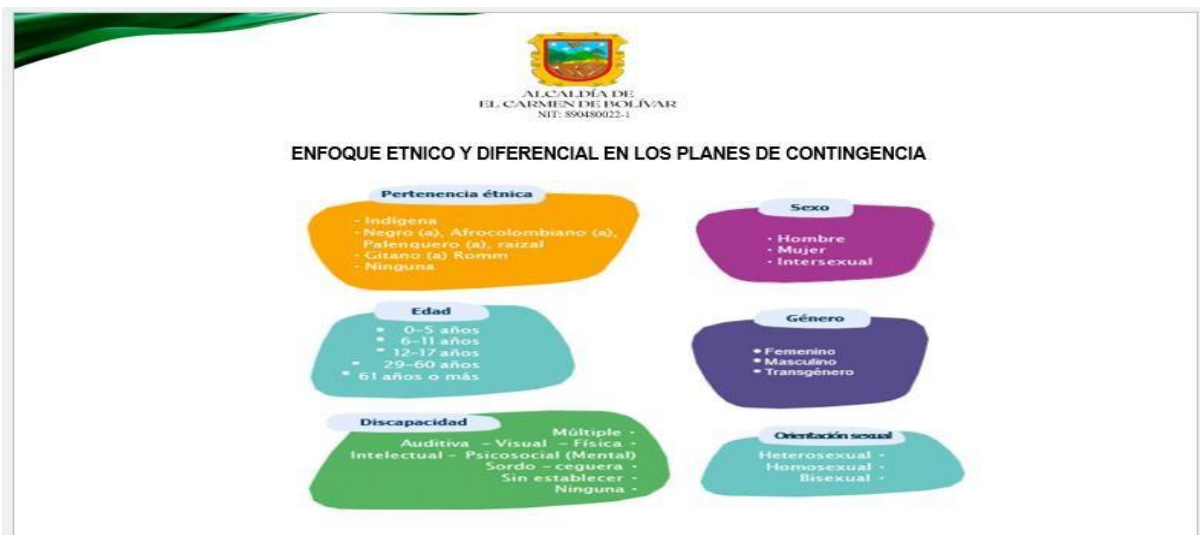 ALCALDÍA DE
EL CARMEN DE BOLÍVAR
NIT: 890480022-1
ENFOQUE ETNICO Y DIFERENCIAL EN LOS PLANES DE CONTINGENCIA
Pertenencia étnica
· Indígena
· Negro (a), Afrocolombiano (a),
Palenquero (a), raizal
· Gitano (a) Romm
· Ninguna
Sexo
· Hombre
· Mujer
· Intersexual
Edad
• 0–5 años
• 6–11 años
• 12–17 años
• 29–60 años
• 61 años o más
Género
• Femenino
• Masculino
• Transgénero
Discapacidad
Múltiple ·
Auditiva – Visual – Física ·
Intelectual – Psicosocial (Mental)
Sordo – ceguera ·
Sin establecer ·
Ninguna ·
Orientación sexual
Heterosexual ·
Homosexual ·
Bisexual ·